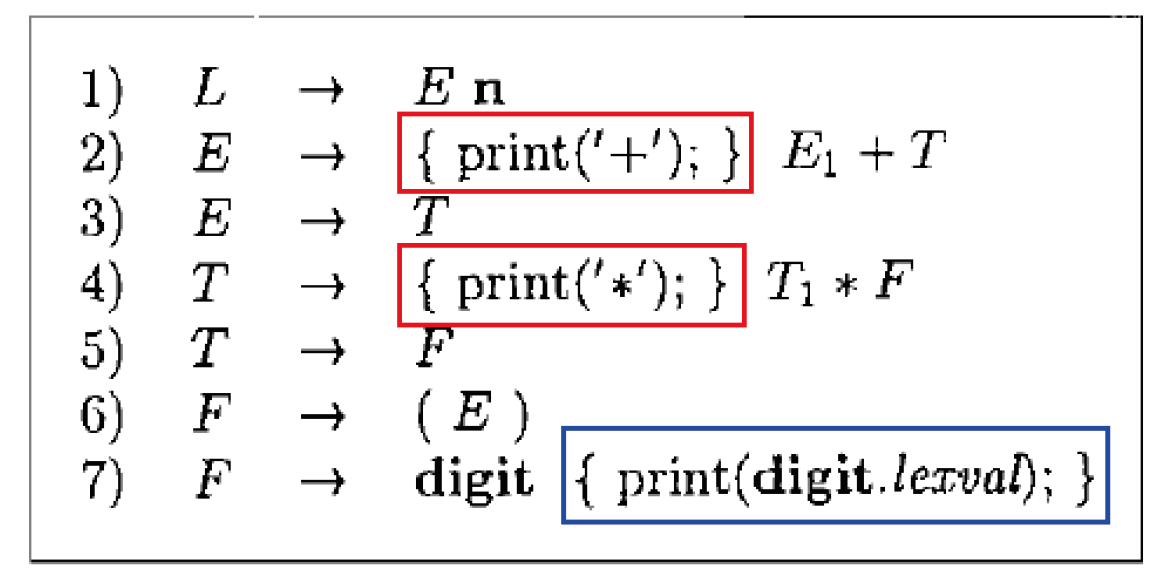 1) L → E n
2) E → { print('+'); } E₁ + T
3) E → T
4) T → { print('*'); } T₁ * F
5) T → F
6) F → ( E )
7) F → digit { print(digit.lexval); }